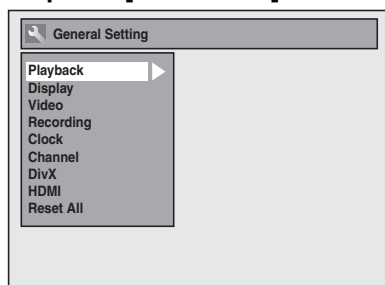 General Setting
Playback
Display
Video
Recording
Clock
Channel
DivX
HDMI
Reset All